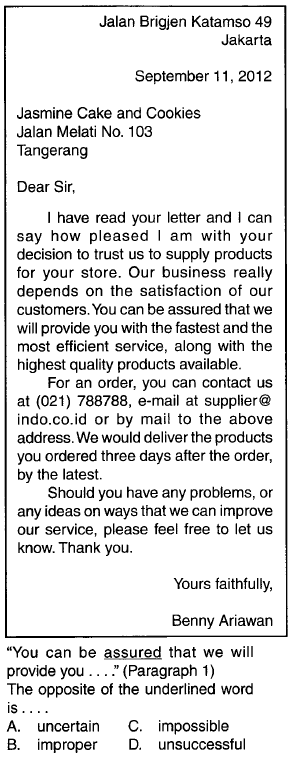 Jalan Brigjen Katamso 49
Jakarta
September 11, 2012
Jasmine Cake and Cookies
Jalan Melati No. 103
Tangerang
Dear Sir,
I have read your letter and I can
say how pleased I am with your
decision to trust us to supply products
for your store. Our business really
depends on the satisfaction of our
customers. You can be assured that we
will provide you with the fastest and the
most efficient service, along with the
highest quality products available.
For an order, you can contact us
at (021) 788788, e-mail at supplier@
indo.co.id or by mail to the above
address. We would deliver the products
you ordered three days after the order,
by the latest.
Should you have any problems, or
any ideas on ways that we can improve
our service, please feel free to let us
know. Thank you.
Yours faithfully,
Benny Ariawan
“You can be assured that we will
provide you . . . .” (Paragraph 1)
The opposite of the underlined word
is . . . .
A. uncertain C. impossible
B. improper D. unsuccessful